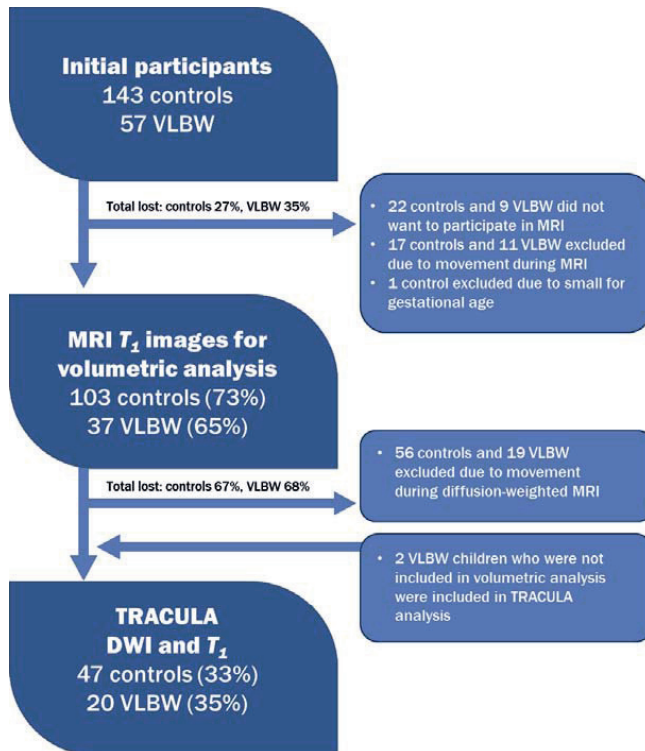 Initial participants
143 controls
57 VLBW
Total lost: controls 27%, VLBW 35%
• 22 controls and 9 VLBW did not
want to participate in MRI
• 17 controls and 11 VLBW excluded
due to movement during MRI
• 1 control excluded due to small for
gestational age
MRI T₁ images for
volumetric analysis
103 controls (73%)
37 VLBW (65%)
Total lost: controls 67%, VLBW 68%
• 56 controls and 19 VLBW
excluded due to movement
during diffusion-weighted MRI
• 2 VLBW children who were not
included in volumetric analysis
were included in TRACULA
analysis
TRACULA
DWI and T₁
47 controls (33%)
20 VLBW (35%)